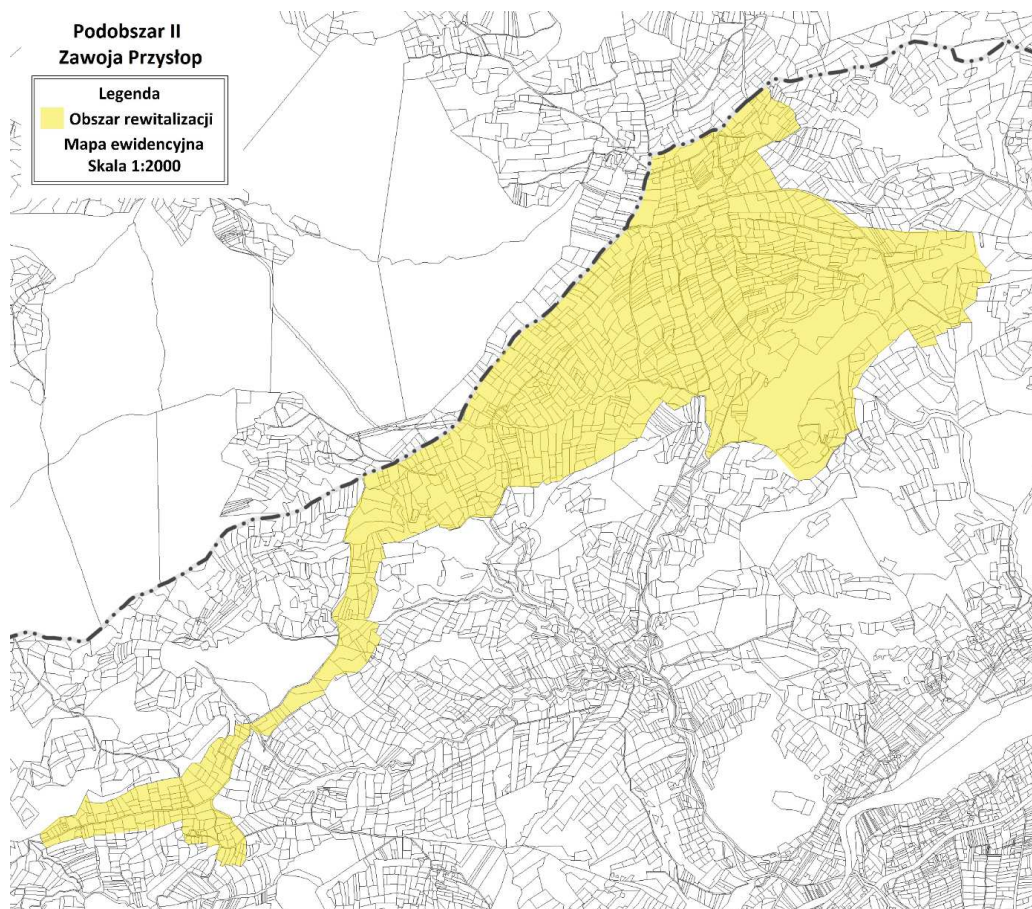 Podobszar II
Zawoja Przysłop
Legenda
Obszar rewitalizacji
Mapa ewidencyjna
Skala 1:2000